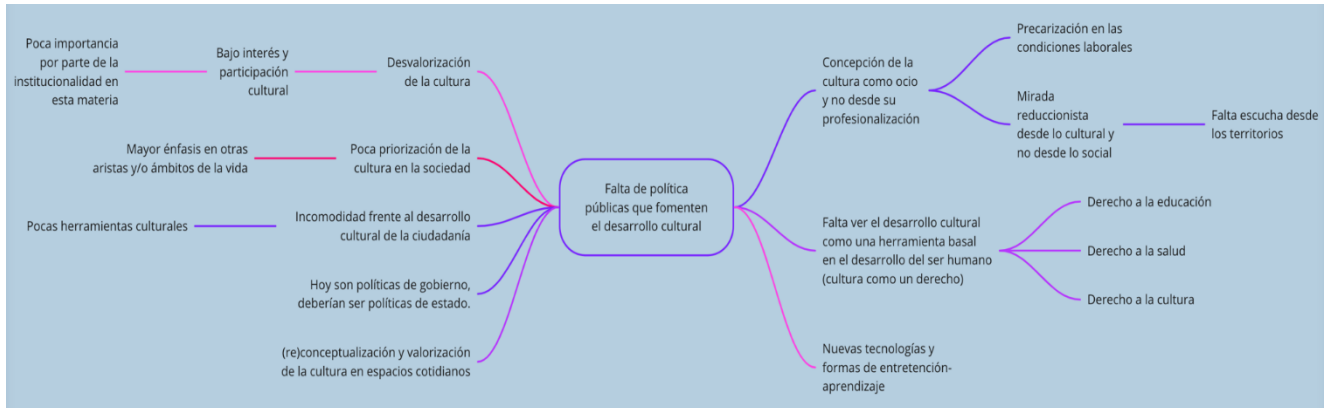 Poca importancia
por parte de la
institucionalidad en
esta materia
Bajo interés y
participación
cultural
Desvalorización
de la cultura
Mayor énfasis en otras
aristas y/o ámbitos de la vida
Poca priorización de la
cultura en la sociedad
Pocas herramientas culturales
Incomodidad frente al desarrollo
cultural de la ciudadanía
Hoy son políticas de gobierno,
deberían ser políticas de estado.
(re)conceptualización y valorización
de la cultura en espacios cotidianos
Falta de política
públicas que fomenten
el desarrollo cultural
Concepción de la
cultura como ocio
y no desde su
profesionalización
Precarización en las
condiciones laborales
Mirada
reduccionista
desde lo cultural y
no desde lo social
Falta escucha desde
los territorios
Falta ver el desarrollo cultural
como una herramienta basal
en el desarrollo del ser humano
(cultura como un derecho)
Derecho a la educación
Derecho a la salud
Derecho a la cultura
Nuevas tecnologías y
formas de entretención-
aprendizaje